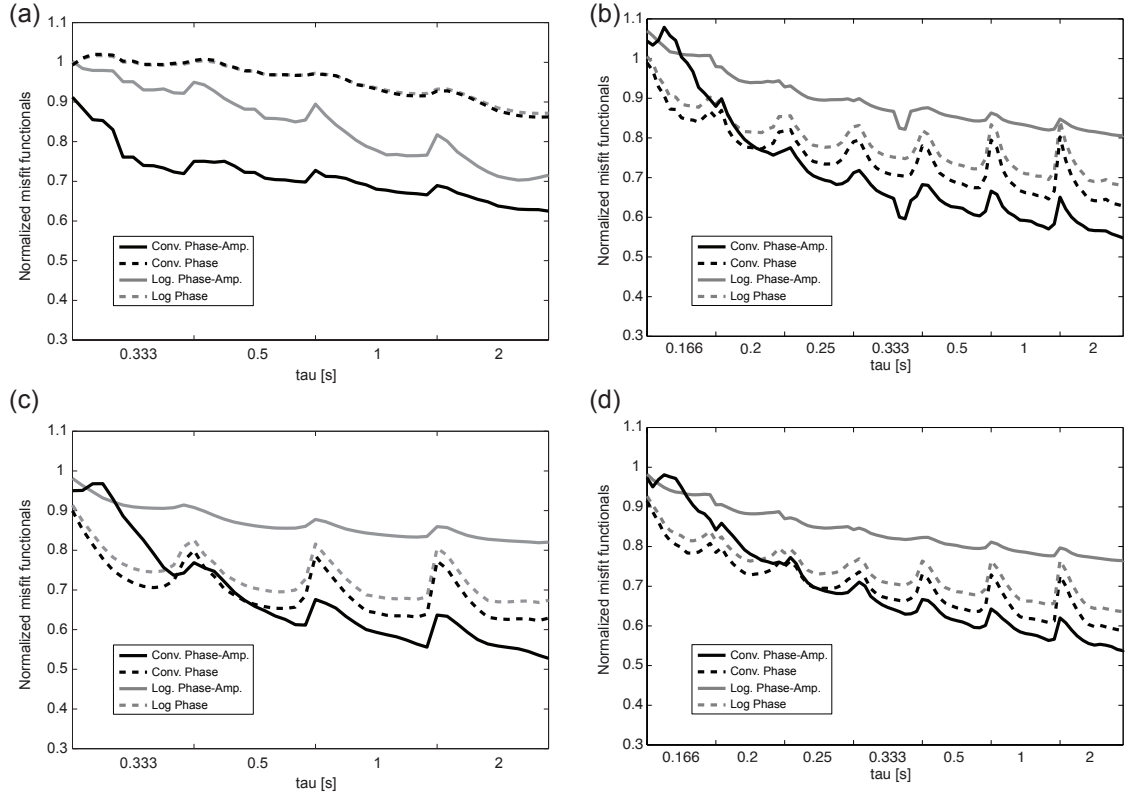 (a)
Normalized misfit functionals
1.1
1
0.9
0.8
0.7
0.6
0.5
0.4
0.3
Conv. Phase-Amp.
Conv. Phase
Log. Phase-Amp.
Log Phase
0.333 0.5 1 2
tau [s]
(b)
Normalized misfit functionals
1.1
1
0.9
0.8
0.7
0.6
0.5
0.4
0.3
Conv. Phase-Amp.
Conv. Phase
Log. Phase-Amp.
Log Phase
0.166 0.2 0.25 0.333 0.5 1 2
tau [s]
(c)
Normalized misfit functionals
1.1
1
0.9
0.8
0.7
0.6
0.5
0.4
0.3
Conv. Phase-Amp.
Conv. Phase
Log. Phase-Amp.
Log Phase
0.333 0.5 1 2
tau [s]
(d)
Normalized misfit functionals
1.1
1
0.9
0.8
0.7
0.6
0.5
0.4
0.3
Conv. Phase-Amp.
Conv. Phase
Log. Phase-Amp.
Log Phase
0.166 0.2 0.25 0.333 0.5 1 2
tau [s]